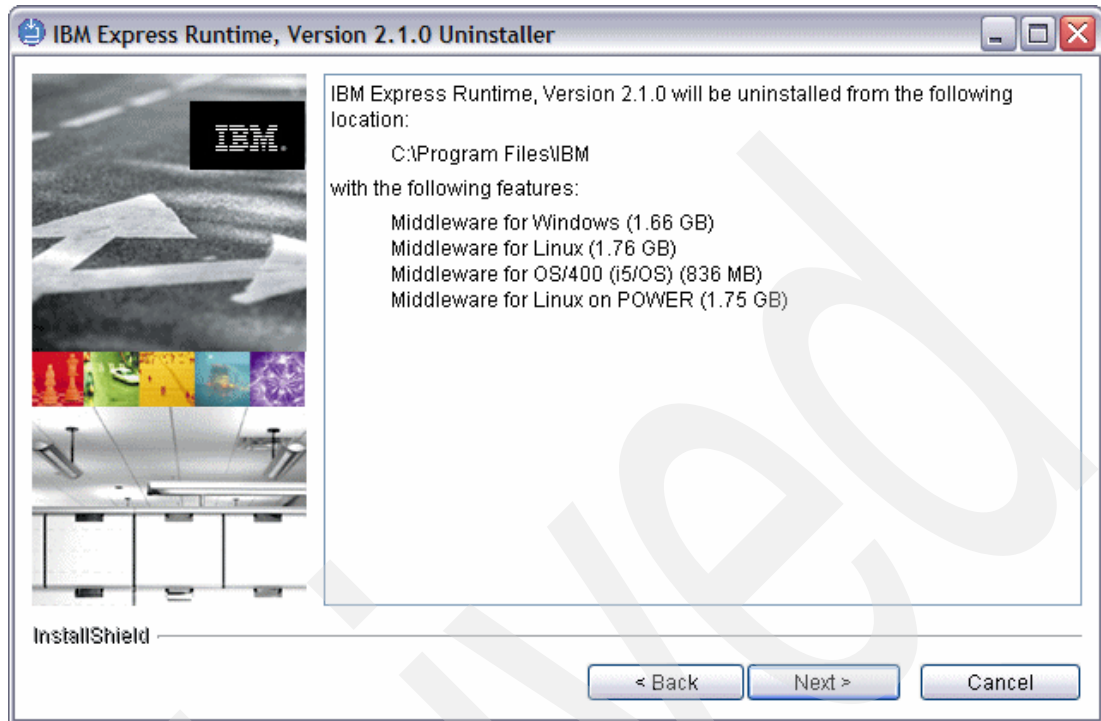 IBM Express Runtime, Version 2.1.0 Uninstaller
IBM.
IBM Express Runtime, Version 2.1.0 will be uninstalled from the following
location:
C:\Program Files\IBM
with the following features:
Middleware for Windows (1.66 GB)
Middleware for Linux (1.76 GB)
Middleware for OS/400 (i5/OS) (836 MB)
Middleware for Linux on POWER (1.75 GB)
InstallShield
< Back
Next >
Cancel